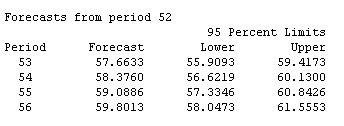 Forecasts from period 52
95 Percent Limits
Period Forecast Lower Upper
53 57.6633 55.9093 59.4173
54 58.3760 56.6219 60.1300
55 59.0886 57.3346 60.8426
56 59.8013 58.0473 61.5553